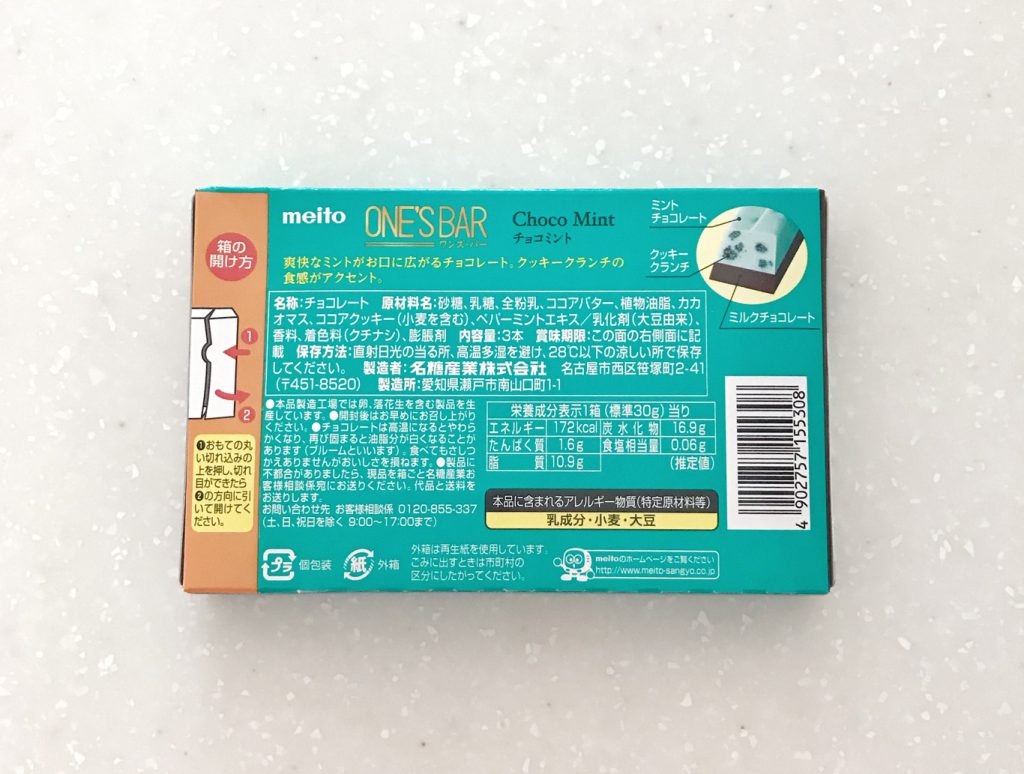 箱の
開け方
1
2
❶おもての丸
い切れ込みの
上を押し、切れ
目ができたら
❷の方向に引
いて開けてく
ださい。
meito ONE'S BAR Choco Mint
ワンズ・バー チョコミント
爽快なミントがお口に広がるチョコレート。クッキークランチの
食感がアクセント。
ミント
チョコレート
クッキー
クランチ
ミルクチョコレート
名称:チョコレート 原材料名:砂糖、乳糖、全粉乳、ココアバター、植物油脂、カカ
オマス、ココアクッキー(小麦を含む)、ペパーミントエキス/乳化剤(大豆由来)、
香料、着色料(クチナシ)、膨脹剤 内容量:3本 賞味期限:この面の右側面に記
載 保存方法:直射日光の当る所、高温多湿を避け、28℃以下の涼しい所で保存
してください。 製造者:名糖産業株式会社 名古屋市西区笹塚町2-41
(〒451-8520) 製造所:愛知県瀬戸市南山口町1-1
●本品製造工場では卵、落花生を含む製品を生
産しています。●開封後はお早めにお召し上がり
ください。●チョコレートは高温になるとやわら
かくなり、再び固まると油脂分が白くなることが
あります(ブルームといいます)。食べてもさしつ
かえありませんがおいしさを損ねます。●製品に
不都合がありましたら、現品を箱ごと名糖産業お
客様相談係宛にお送りください。代品と送料を
お送りします。
お問い合わせ先 お客様相談係 0120-855-337
(土、日、祝日を除く 9:00~17:00まで)
栄養成分表示1箱(標準30g)当り
エネルギー 172kcal 炭水化物 16.9g
たんぱく質 1.6g 食塩相当量 0.06g
脂質 10.9g (推定値)
本品に含まれるアレルギー物質(特定原材料等)
乳成分・小麦・大豆
4 902757 155308
プラ 個包装 紙 外箱
外箱は再生紙を使用しています。
ごみに出すときは市町村の
区分にしたがってください。
meitoのホームページをご覧ください
http://www.meito-sangyo.co.jp